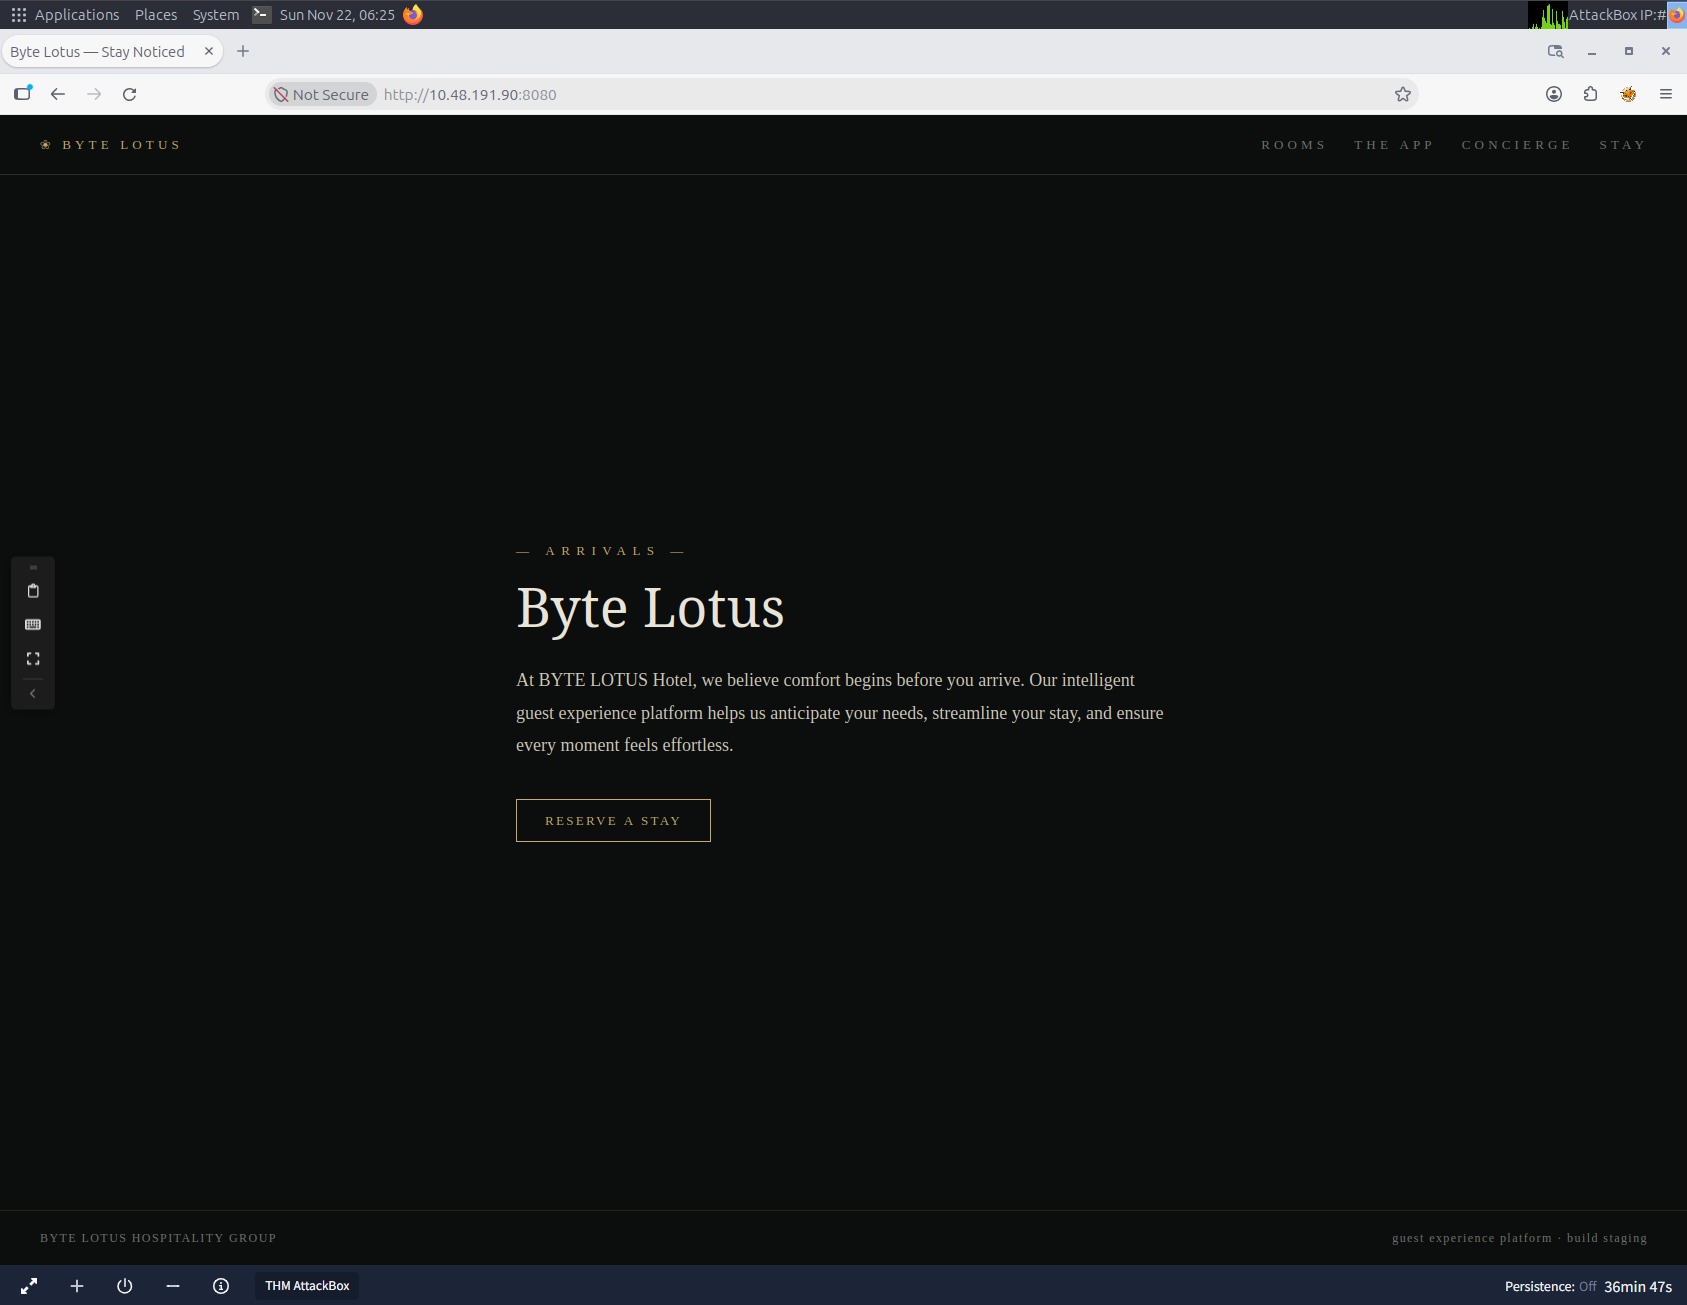 Applications Places System Sun Nov 22, 06:25 AttackBox IP:#
Byte Lotus — Stay Noticed
Not Secure http://10.48.191.90:8080
BYTE LOTUS ROOMS THE APP CONCIERGE STAY
— ARRIVALS —
Byte Lotus
At BYTE LOTUS Hotel, we believe comfort begins before you arrive. Our intelligent
guest experience platform helps us anticipate your needs, streamline your stay, and ensure
every moment feels effortless.
RESERVE A STAY
BYTE LOTUS HOSPITALITY GROUP guest experience platform · build staging
THM AttackBox Persistence: Off 36min 47s